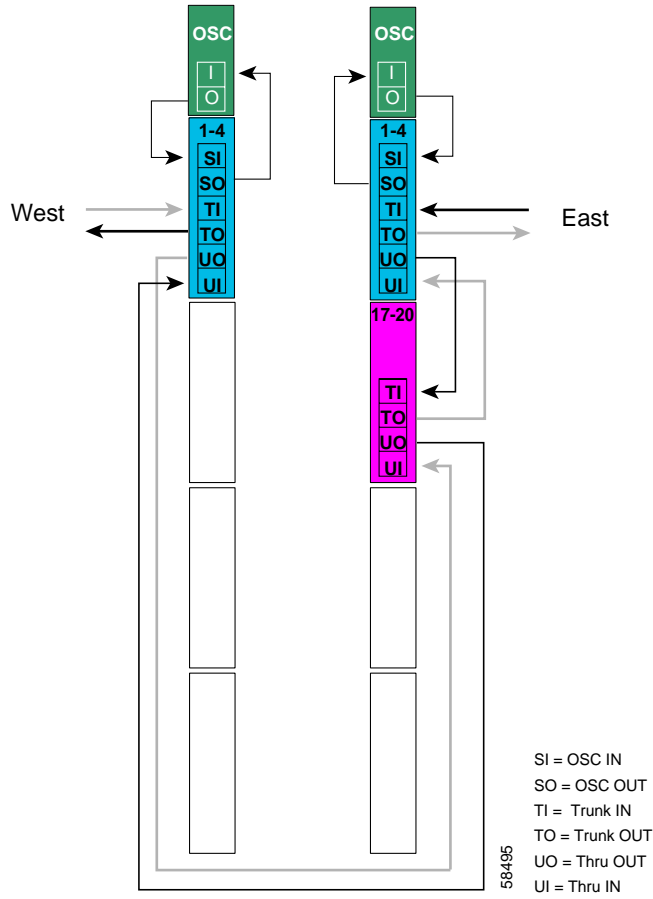 OSC
I
O
1-4
SI
SO
TI
TO
UO
UI
West
OSC
I
O
1-4
SI
SO
TI
TO
UO
UI
East
17-20
TI
TO
UO
UI
SI = OSC IN
SO = OSC OUT
TI = Trunk IN
TO = Trunk OUT
UO = Thru OUT
UI = Thru IN
58495